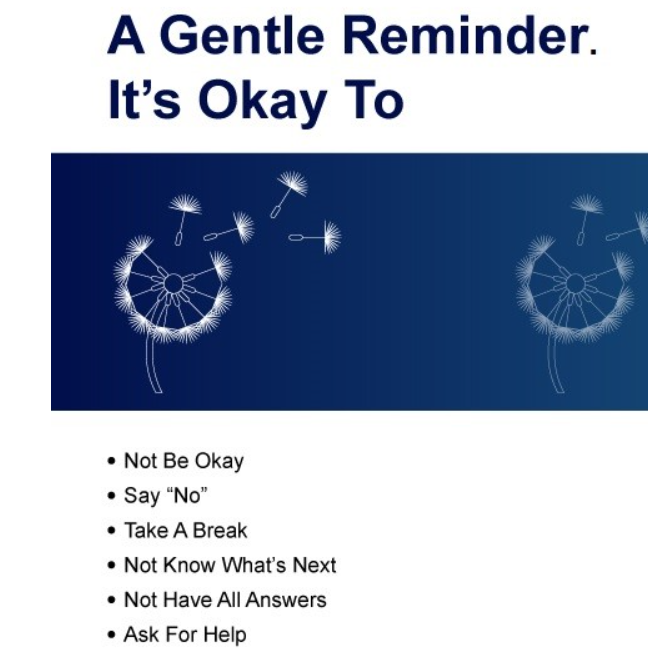 A Gentle Reminder.
It’s Okay To
• Not Be Okay
• Say “No”
• Take A Break
• Not Know What’s Next
• Not Have All Answers
• Ask For Help